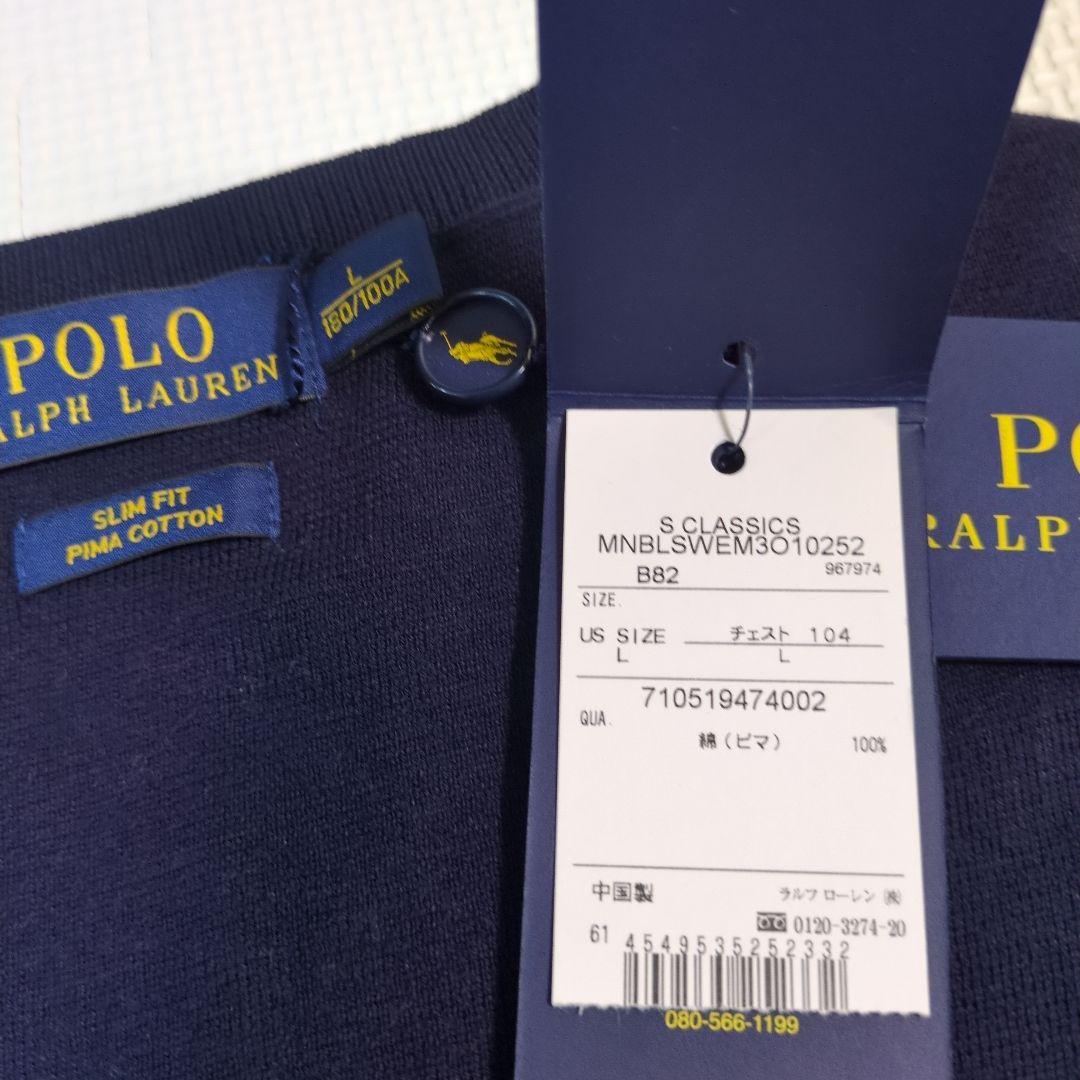 POLO
RALPH LAUREN
L
180/100A
SLIM FIT
PIMA COTTON
S CLASSICS
MNBLSWEM3O10252
B82 967974
SIZE.
US SIZE チェスト 104
L L
710519474002
QUA.
綿(ピマ) 100%
中国製 ラルフ ローレン ㈱
0120-3274-20
61 4549535252332
080-566-1199
RALP